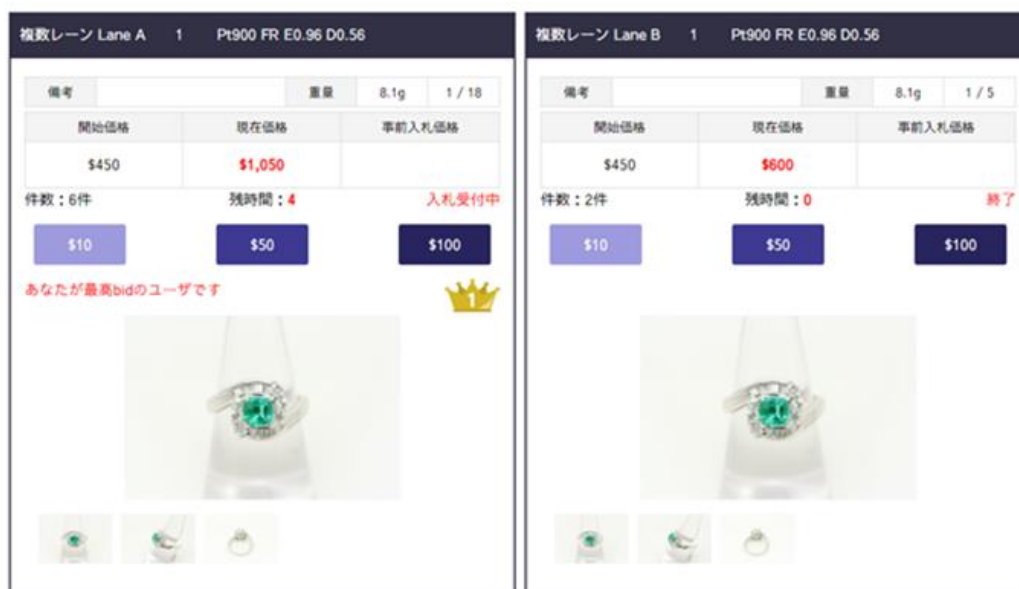 複数レーン Lane A 1 Pt900 FR E0.96 D0.56
備考 重量 8.1g 1 / 18
開始価格 現在価格 事前入札価格
$450 $1,050
件数：6件 残時間：4 入札受付中
$10 $50 $100
あなたが最高bidのユーザです
1
複数レーン Lane B 1 Pt900 FR E0.96 D0.56
備考 重量 8.1g 1 / 5
開始価格 現在価格 事前入札価格
$450 $600
件数：2件 残時間：0 終了
$10 $50 $100